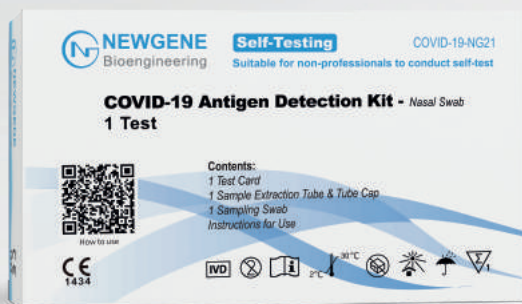 NEWGENE
Bioengineering
Self-Testing
COVID-19-NG21
Suitable for non-professionals to conduct self-test
COVID-19 Antigen Detection Kit - Nasal Swab
1 Test
Contents:
1 Test Card
1 Sample Extraction Tube & Tube Cap
1 Sampling Swab
Instructions for Use
How to use
CE
1434
IVD
2
i
2°C
30°C
Σ
1